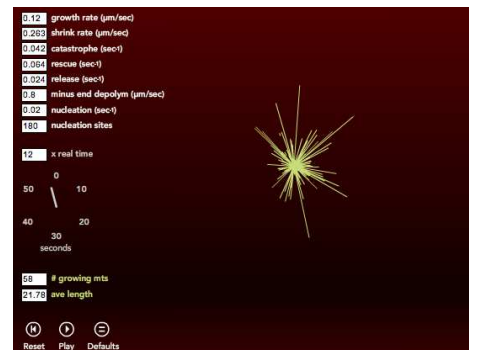 0.12 growth rate (µm/sec)
0.263 shrink rate (µm/sec)
0.042 catastrophe (sec-1)
0.064 rescue (sec-1)
0.024 release (sec-1)
0.8 minus end depolym (µm/sec)
0.02 nucleation (sec-1)
180 nucleation sites
12 x real time
0
50 10
40 20
30
seconds
58 # growing mts
21.78 ave length
Reset Play Defaults